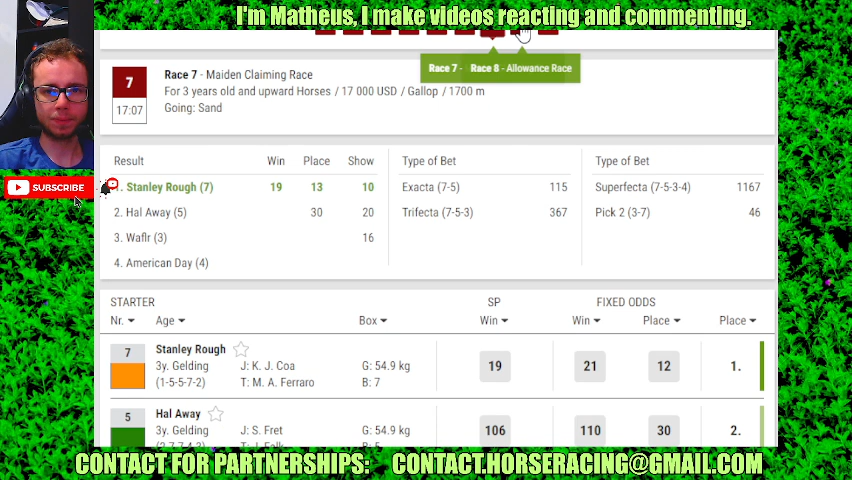 I'm Matheus, I make videos reacting and commenting.
Race 7 - Race 8 - Allowance Race
7 Race 7 - Maiden Claiming Race
For 3 years old and upward Horses / 17 000 USD / Gallop / 1700 m
17:07 Going: Sand
Result Win Place Show Type of Bet Type of Bet
SUBSCRIBE
1. Stanley Rough (7) 19 13 10 Exacta (7-5) 115 Superfecta (7-5-3-4) 1167
2. Hal Away (5) 30 20 Trifecta (7-5-3) 367 Pick 2 (3-7) 46
3. Waflr (3) 16
4. American Day (4)
STARTER SP FIXED ODDS
Nr. Age Box Win Win Place Place
7 Stanley Rough
3y. Gelding J: K. J. Coa G: 54.9 kg 19 21 12 1.
(1-5-5-7-2) T: M. A. Ferraro B: 7
5 Hal Away
3y. Gelding J: S. Fret G: 54.9 kg 106 110 30 2.
CONTACT FOR PARTNERSHIPS: CONTACT.HORSERACING@GMAIL.COM